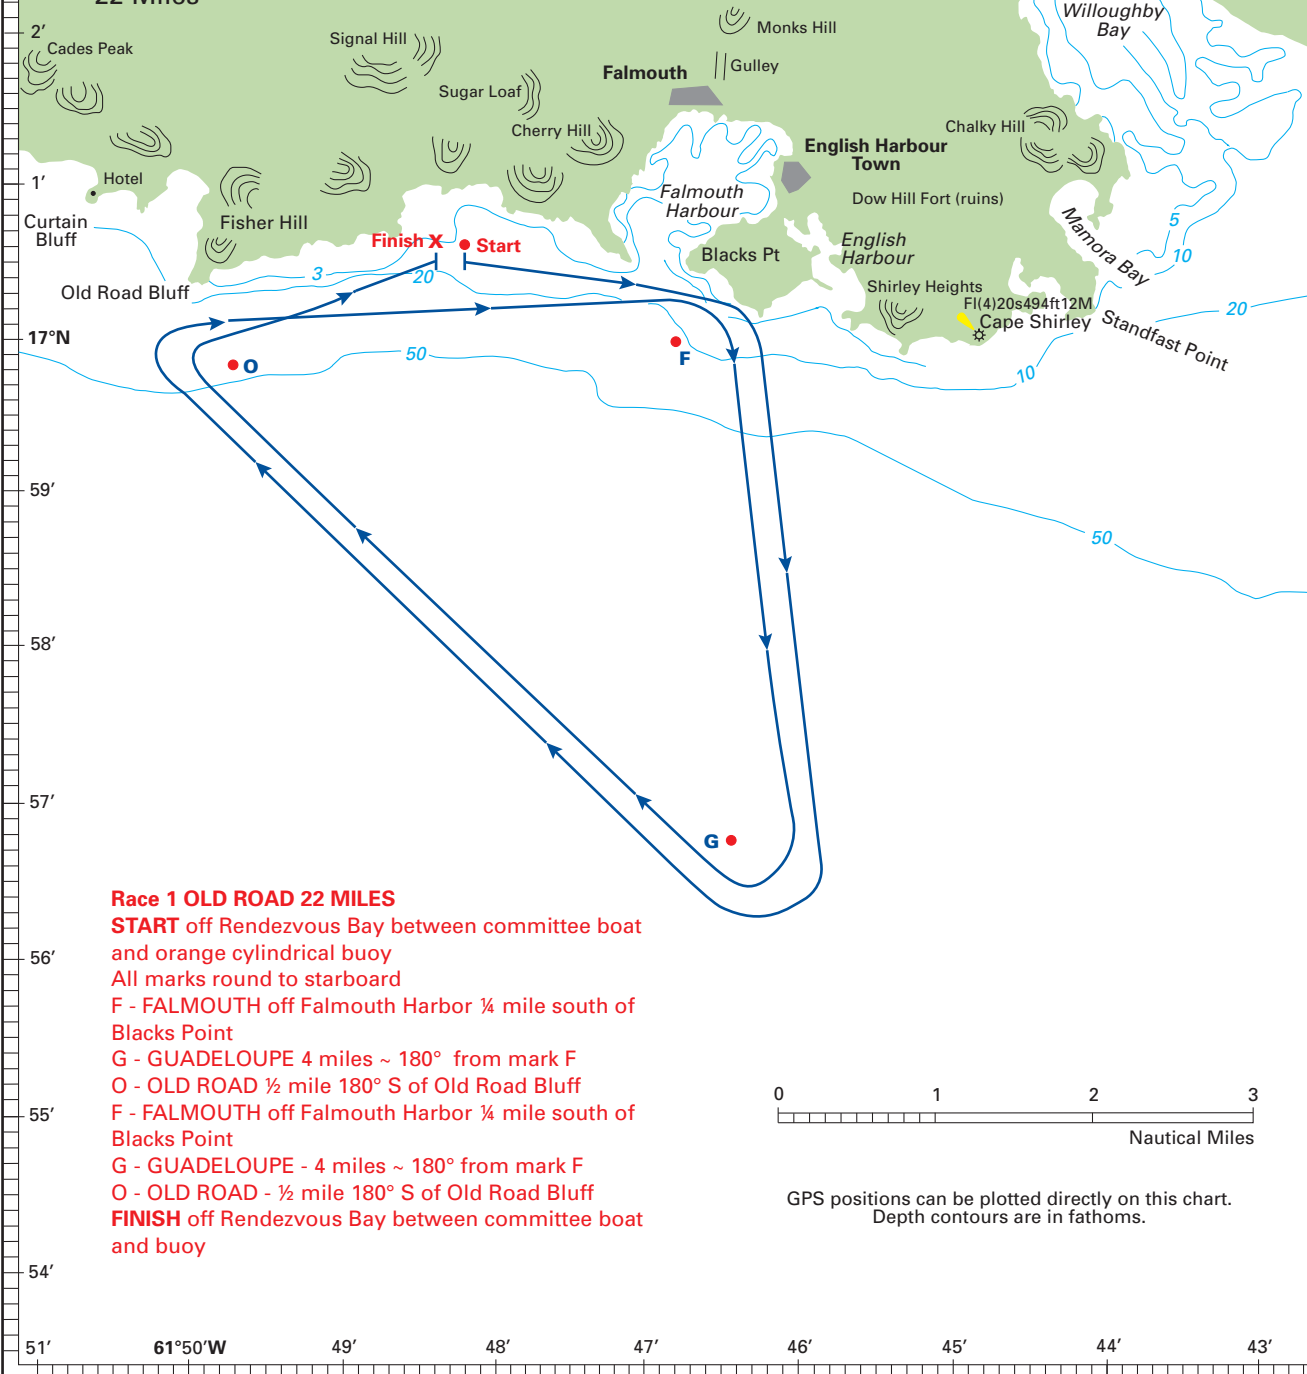 22 Miles
2′
Cades Peak
Signal Hill
Monks Hill
Willoughby
Bay
Falmouth
Gulley
Sugar Loaf
Cherry Hill
Chalky Hill
English Harbour
Town
1′
Hotel
Falmouth
Harbour
Dow Hill Fort (ruins)
Curtain
Bluff
Fisher Hill
Mamora Bay
5
Finish X
Start
English
Harbour
Blacks Pt
10
3
20
Old Road Bluff
Shirley Heights
Fl(4)20s494ft12M
Cape Shirley
Standfast Point
20
17°N
50
O
F
10
59′
50
58′
57′
G
Race 1 OLD ROAD 22 MILES
START off Rendezvous Bay between committee boat
and orange cylindrical buoy
All marks round to starboard
F - FALMOUTH off Falmouth Harbor ¼ mile south of
Blacks Point
G - GUADELOUPE 4 miles ~ 180° from mark F
O - OLD ROAD ½ mile 180° S of Old Road Bluff
F - FALMOUTH off Falmouth Harbor ¼ mile south of
Blacks Point
G - GUADELOUPE - 4 miles ~ 180° from mark F
O - OLD ROAD - ½ mile 180° S of Old Road Bluff
FINISH off Rendezvous Bay between committee boat
and buoy
56′
55′
54′
0 1 2 3
Nautical Miles
GPS positions can be plotted directly on this chart.
Depth contours are in fathoms.
51′ 61°50′W 49′ 48′ 47′ 46′ 45′ 44′ 43′